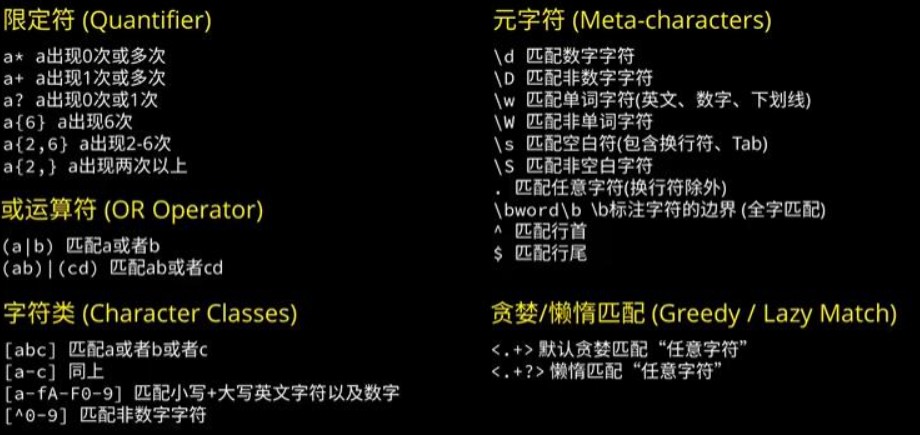 限定符 (Quantifier)
a* a出现0次或多次
a+ a出现1次或多次
a? a出现0次或1次
a{6} a出现6次
a{2,6} a出现2-6次
a{2,} a出现两次以上
或运算符 (OR Operator)
(a|b) 匹配a或者b
(ab)|(cd) 匹配ab或者cd
字符类 (Character Classes)
[abc] 匹配a或者b或者c
[a-c] 同上
[a-fA-F0-9] 匹配小写+大写英文字符以及数字
[^0-9] 匹配非数字字符
元字符 (Meta-characters)
\d 匹配数字字符
\D 匹配非数字字符
\w 匹配单词字符(英文、数字、下划线)
\W 匹配非单词字符
\s 匹配空白符(包含换行符、Tab)
\S 匹配非空白字符
. 匹配任意字符(换行符除外)
\bword\b \b标注字符的边界 (全字匹配)
^ 匹配行首
$ 匹配行尾
贪婪/懒惰匹配 (Greedy / Lazy Match)
<.+> 默认贪婪匹配“任意字符”
<.+?> 懒惰匹配“任意字符”